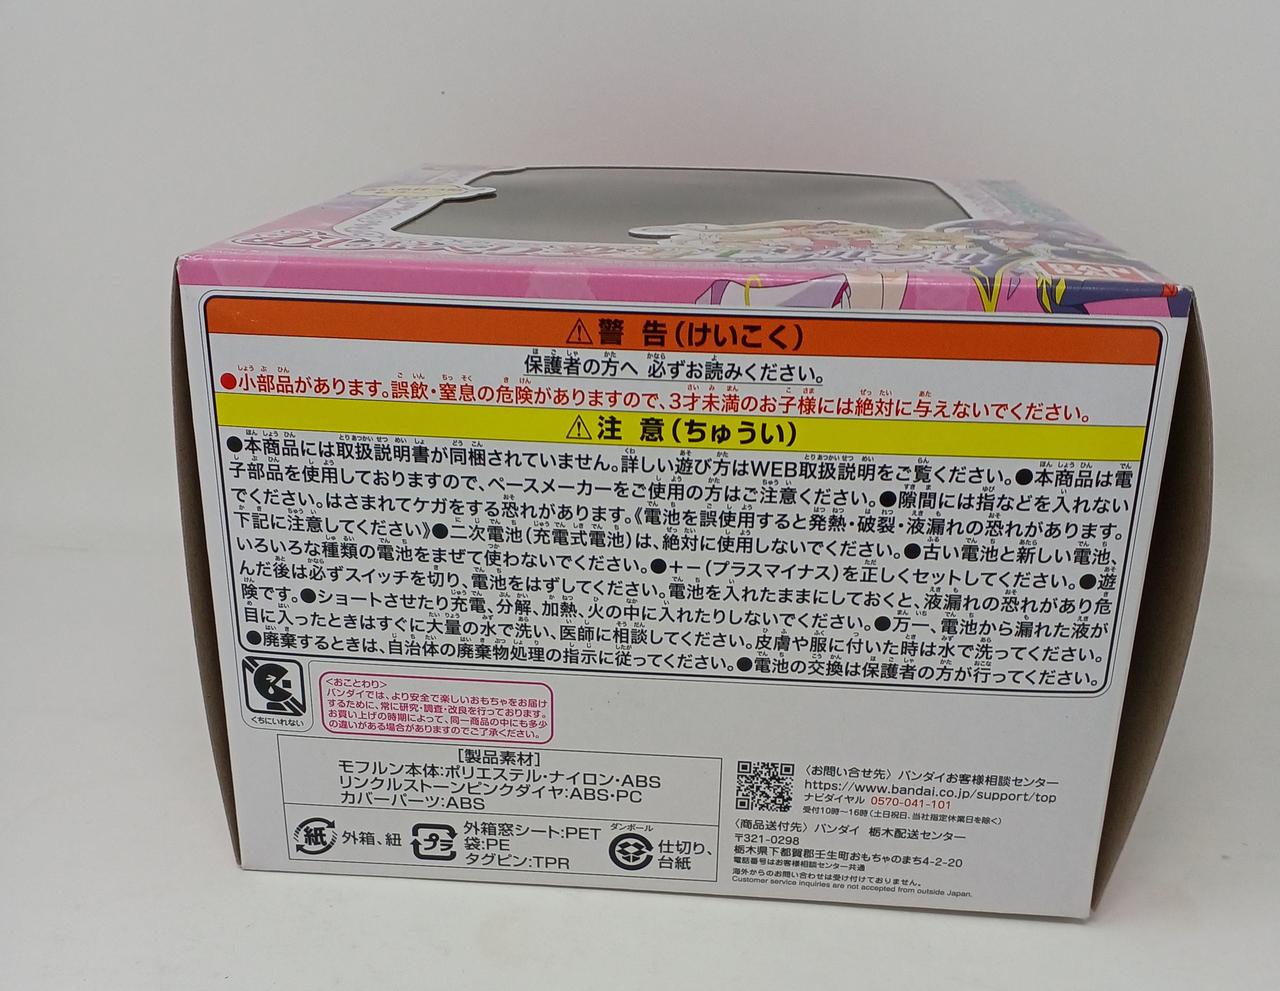 ⚠警 告(けいこく)
保護者の方へ 必ずお読みください。
●小部品があります。誤飲・窒息の危険がありますので、3才未満のお子様には絶対に与えないでください。
⚠注 意(ちゅうい)
●本商品には取扱説明書が同梱されていません。詳しい遊び方はWEB取扱説明をご覧ください。●本商品は電
子部品を使用しておりますので、ペースメーカーをご使用の方はご注意ください。●隙間には指などを入れない
でください。はさまれてケガをする恐れがあります。《電池を誤使用すると発熱・破裂・液漏れの恐れがあります。
下記に注意してください》●二次電池(充電式電池)は、絶対に使用しないでください。●古い電池と新しい電池、
いろいろな種類の電池をまぜて使わないでください。●+-(プラスマイナス)を正しくセットしてください。●遊
んだ後は必ずスイッチを切り、電池をはずしてください。電池を入れたままにしておくと、液漏れの恐れがあり危
険です。●ショートさせたり充電、分解、加熱、火の中に入れたりしないでください。●万一、電池から漏れた液が
目に入ったときはすぐに大量の水で洗い、医師に相談してください。皮膚や服に付いた時は水で洗ってください。
●廃棄するときは、自治体の廃棄物処理の指示に従ってください。●電池の交換は保護者の方が行ってください。
くちにいれない
<おことわり>
バンダイでは、より安全で楽しいおもちゃをお届け
するために、常に研究・調査・改良を行っております。
お買い上げの時期によって、同一商品の中にも多少
の違いがある場合がありますのでご了承ください。
[製品素材]
モフルン本体:ポリエステル・ナイロン・ABS
リンクルストーンピンクダイヤ:ABS・PC
カバーパーツ:ABS
紙 外箱、紐
プラ 外箱窓シート:PET
袋:PE
タグピン:TPR
ダンボール
仕切り、
台紙
〈お問い合せ先〉バンダイお客様相談センター
https://www.bandai.co.jp/support/top
ナビダイヤル 0570-041-101
受付10時~16時(土日祝日、当社指定休業日を除く)
〈商品送付先〉バンダイ 栃木配送センター
〒321-0298
栃木県下都賀郡壬生町おもちゃのまち4-2-20
電話番号はお客様相談センター共通
海外からのお問い合わせは受け付けておりません。
Customer service inquiries are not accepted from outside Japan.